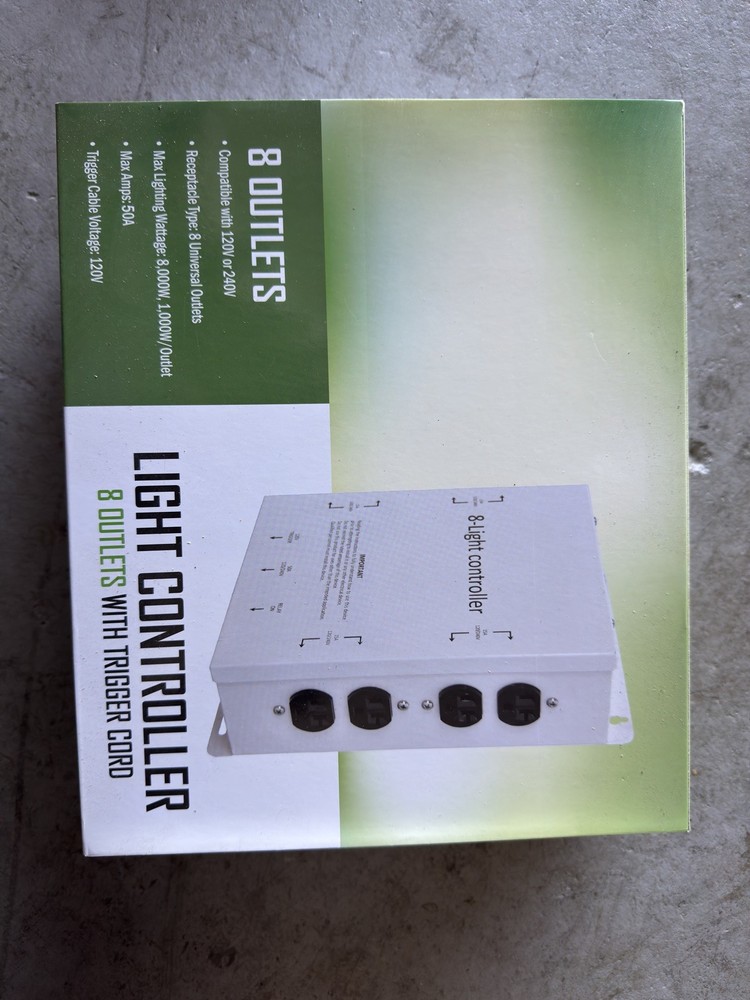 8 OUTLETS
• Compatible with 120V or 240V
• Receptacle Type: 8 Universal Outlets
• Max Lighting Wattage: 8,000W, 1,000W/Outlet
• Max Amps: 50A
• Trigger Cable Voltage: 120V
8-Light controller
IMPORTANT
LIGHT CONTROLLER
8 OUTLETS WITH TRIGGER CORD